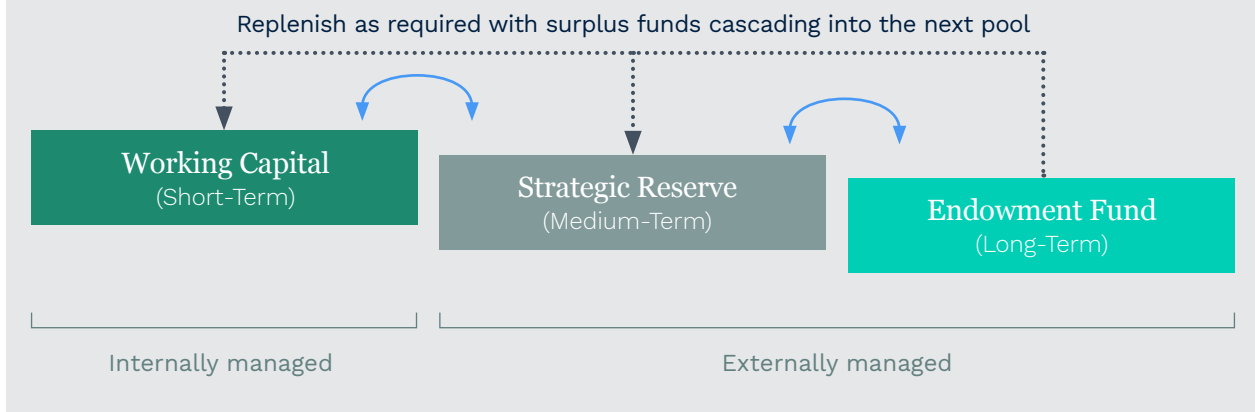 Replenish as required with surplus funds cascading into the next pool
Working Capital
(Short-Term)
Strategic Reserve
(Medium-Term)
Endowment Fund
(Long-Term)
Internally managed
Externally managed